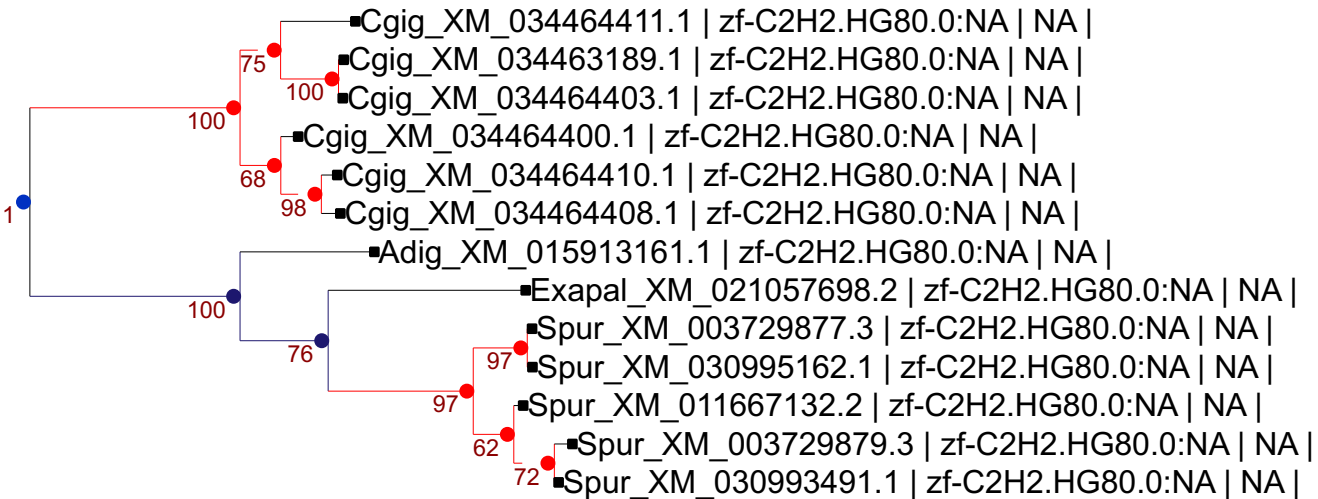 Cgig_XM_034464411.1 | zf-C2H2.HG80.0:NA | NA |
75
Cgig_XM_034463189.1 | zf-C2H2.HG80.0:NA | NA |
100
Cgig_XM_034464403.1 | zf-C2H2.HG80.0:NA | NA |
100
Cgig_XM_034464400.1 | zf-C2H2.HG80.0:NA | NA |
68
Cgig_XM_034464410.1 | zf-C2H2.HG80.0:NA | NA |
98
Cgig_XM_034464408.1 | zf-C2H2.HG80.0:NA | NA |
1
Adig_XM_015913161.1 | zf-C2H2.HG80.0:NA | NA |
Exapal_XM_021057698.2 | zf-C2H2.HG80.0:NA | NA |
100
Spur_XM_003729877.3 | zf-C2H2.HG80.0:NA | NA |
76
97
Spur_XM_030995162.1 | zf-C2H2.HG80.0:NA | NA |
97
Spur_XM_011667132.2 | zf-C2H2.HG80.0:NA | NA |
62
Spur_XM_003729879.3 | zf-C2H2.HG80.0:NA | NA |
72
Spur_XM_030993491.1 | zf-C2H2.HG80.0:NA | NA |